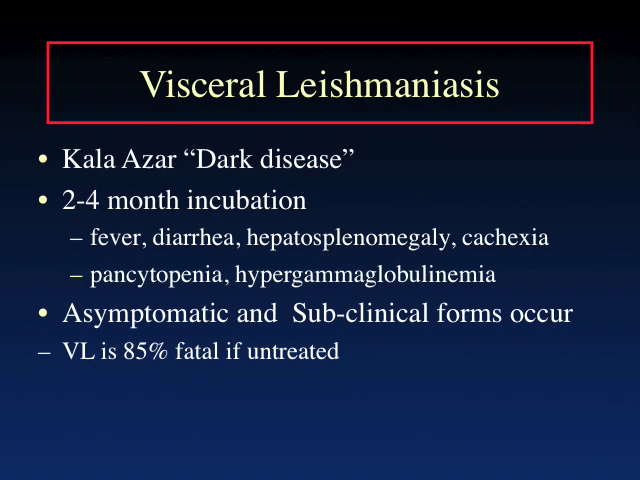 Visceral Leishmaniasis
• Kala Azar “Dark disease”
• 2-4 month incubation
– fever, diarrhea, hepatosplenomegaly, cachexia
– pancytopenia, hypergammaglobulinemia
• Asymptomatic and  Sub-clinical forms occur
– VL is 85% fatal if untreated